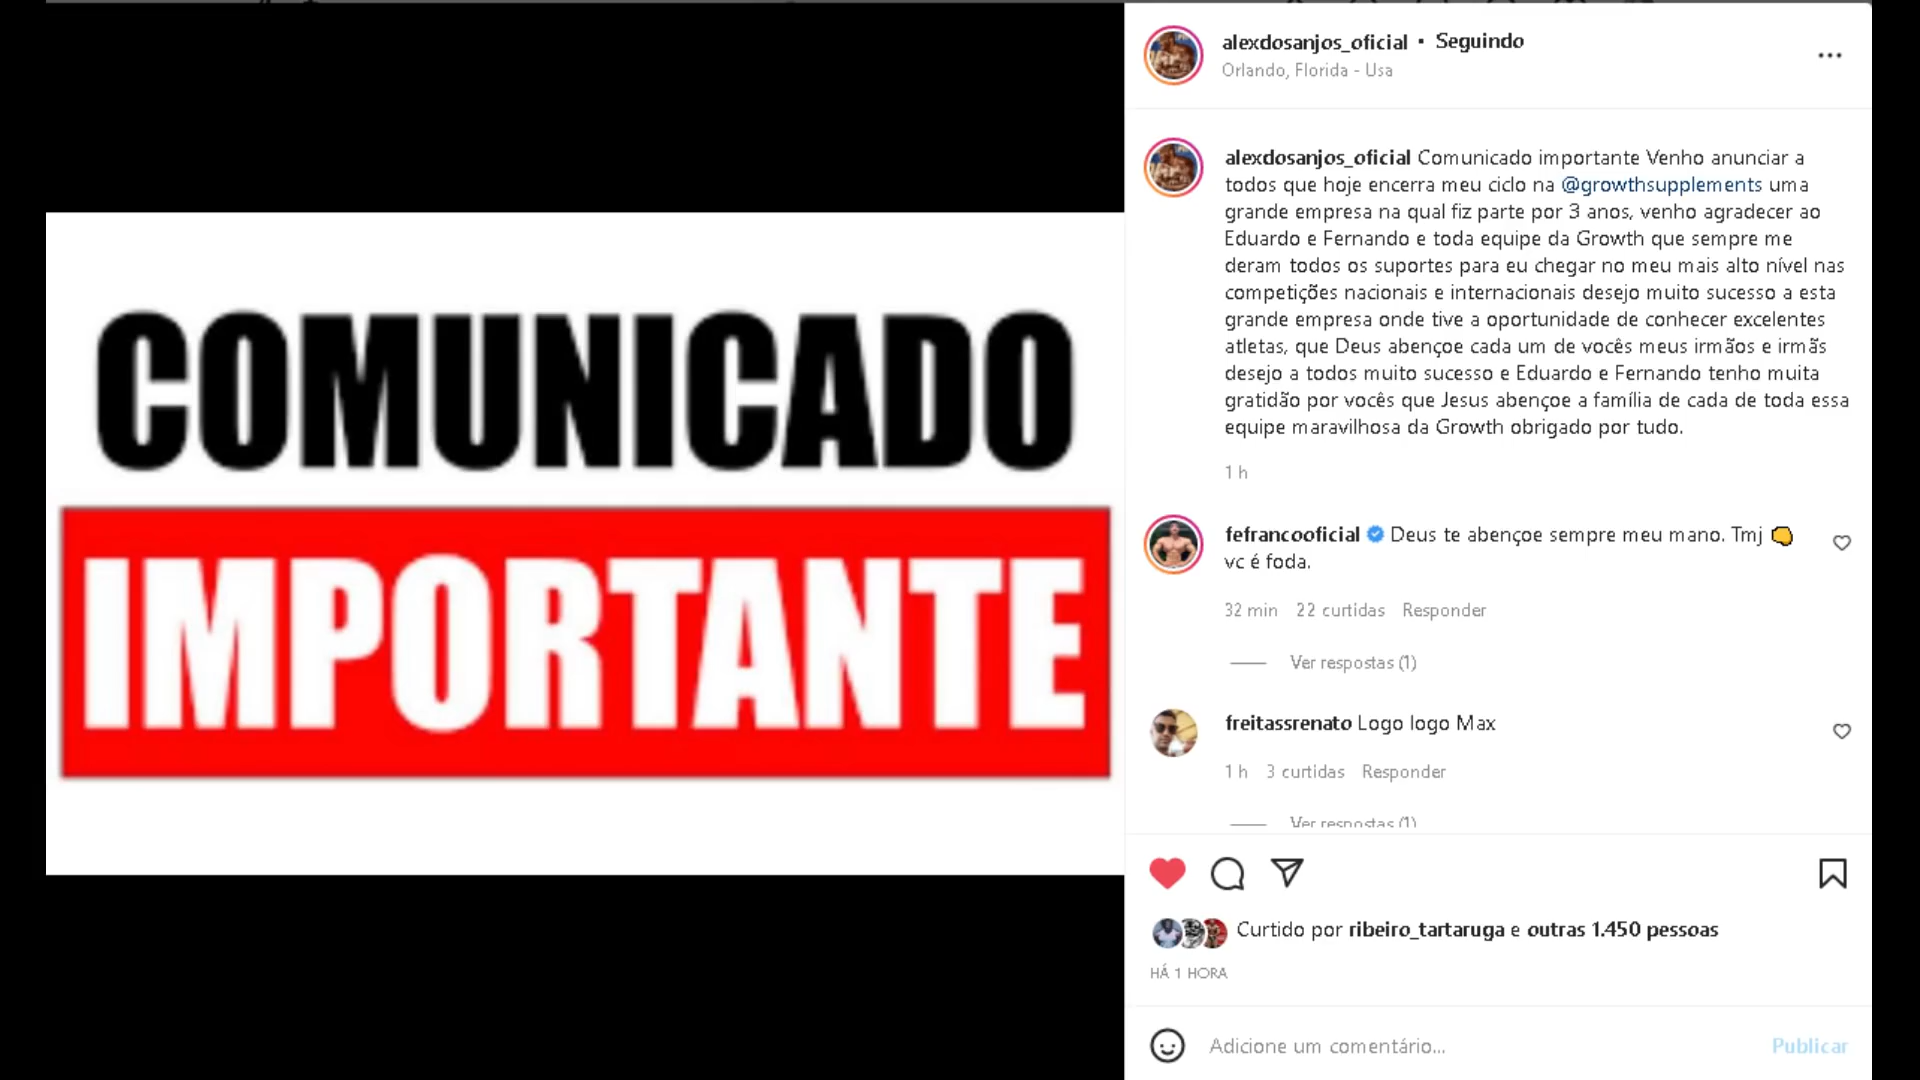 COMUNICADO
IMPORTANTE
alexdosanjos_oficial • Seguindo
Orlando, Florida - Usa
alexdosanjos_oficial Comunicado importante Venho anunciar a
todos que hoje encerra meu ciclo na @growthsupplements uma
grande empresa na qual fiz parte por 3 anos, venho agradecer ao
Eduardo e Fernando e toda equipe da Growth que sempre me
deram todos os suportes para eu chegar no meu mais alto nível nas
competições nacionais e internacionais desejo muito sucesso a esta
grande empresa onde tive a oportunidade de conhecer excelentes
atletas, que Deus abençoe cada um de vocês meus irmãos e irmãs
desejo a todos muito sucesso e Eduardo e Fernando tenho muita
gratidão por vocês que Jesus abençoe a família de cada de toda essa
equipe maravilhosa da Growth obrigado por tudo.
1 h
fefrancooficial Deus te abençoe sempre meu mano. Tmj 👊
vc é foda.
32 min 22 curtidas Responder
Ver respostas (1)
freitassrenato Logo logo Max
1 h 3 curtidas Responder
Ver respostas (1)
Curtido por ribeiro_tartaruga e outras 1.450 pessoas
HÁ 1 HORA
Adicione um comentário... Publicar